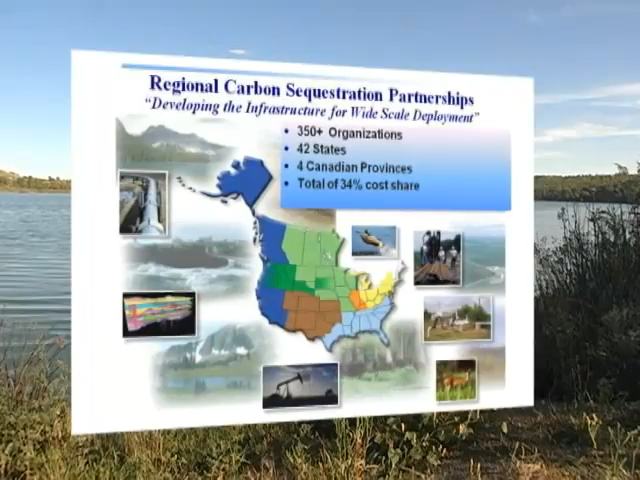 Regional Carbon Sequestration Partnerships
“Developing the Infrastructure for Wide Scale Deployment”
• 350+ Organizations
• 42 States
• 4 Canadian Provinces
• Total of 34% cost share